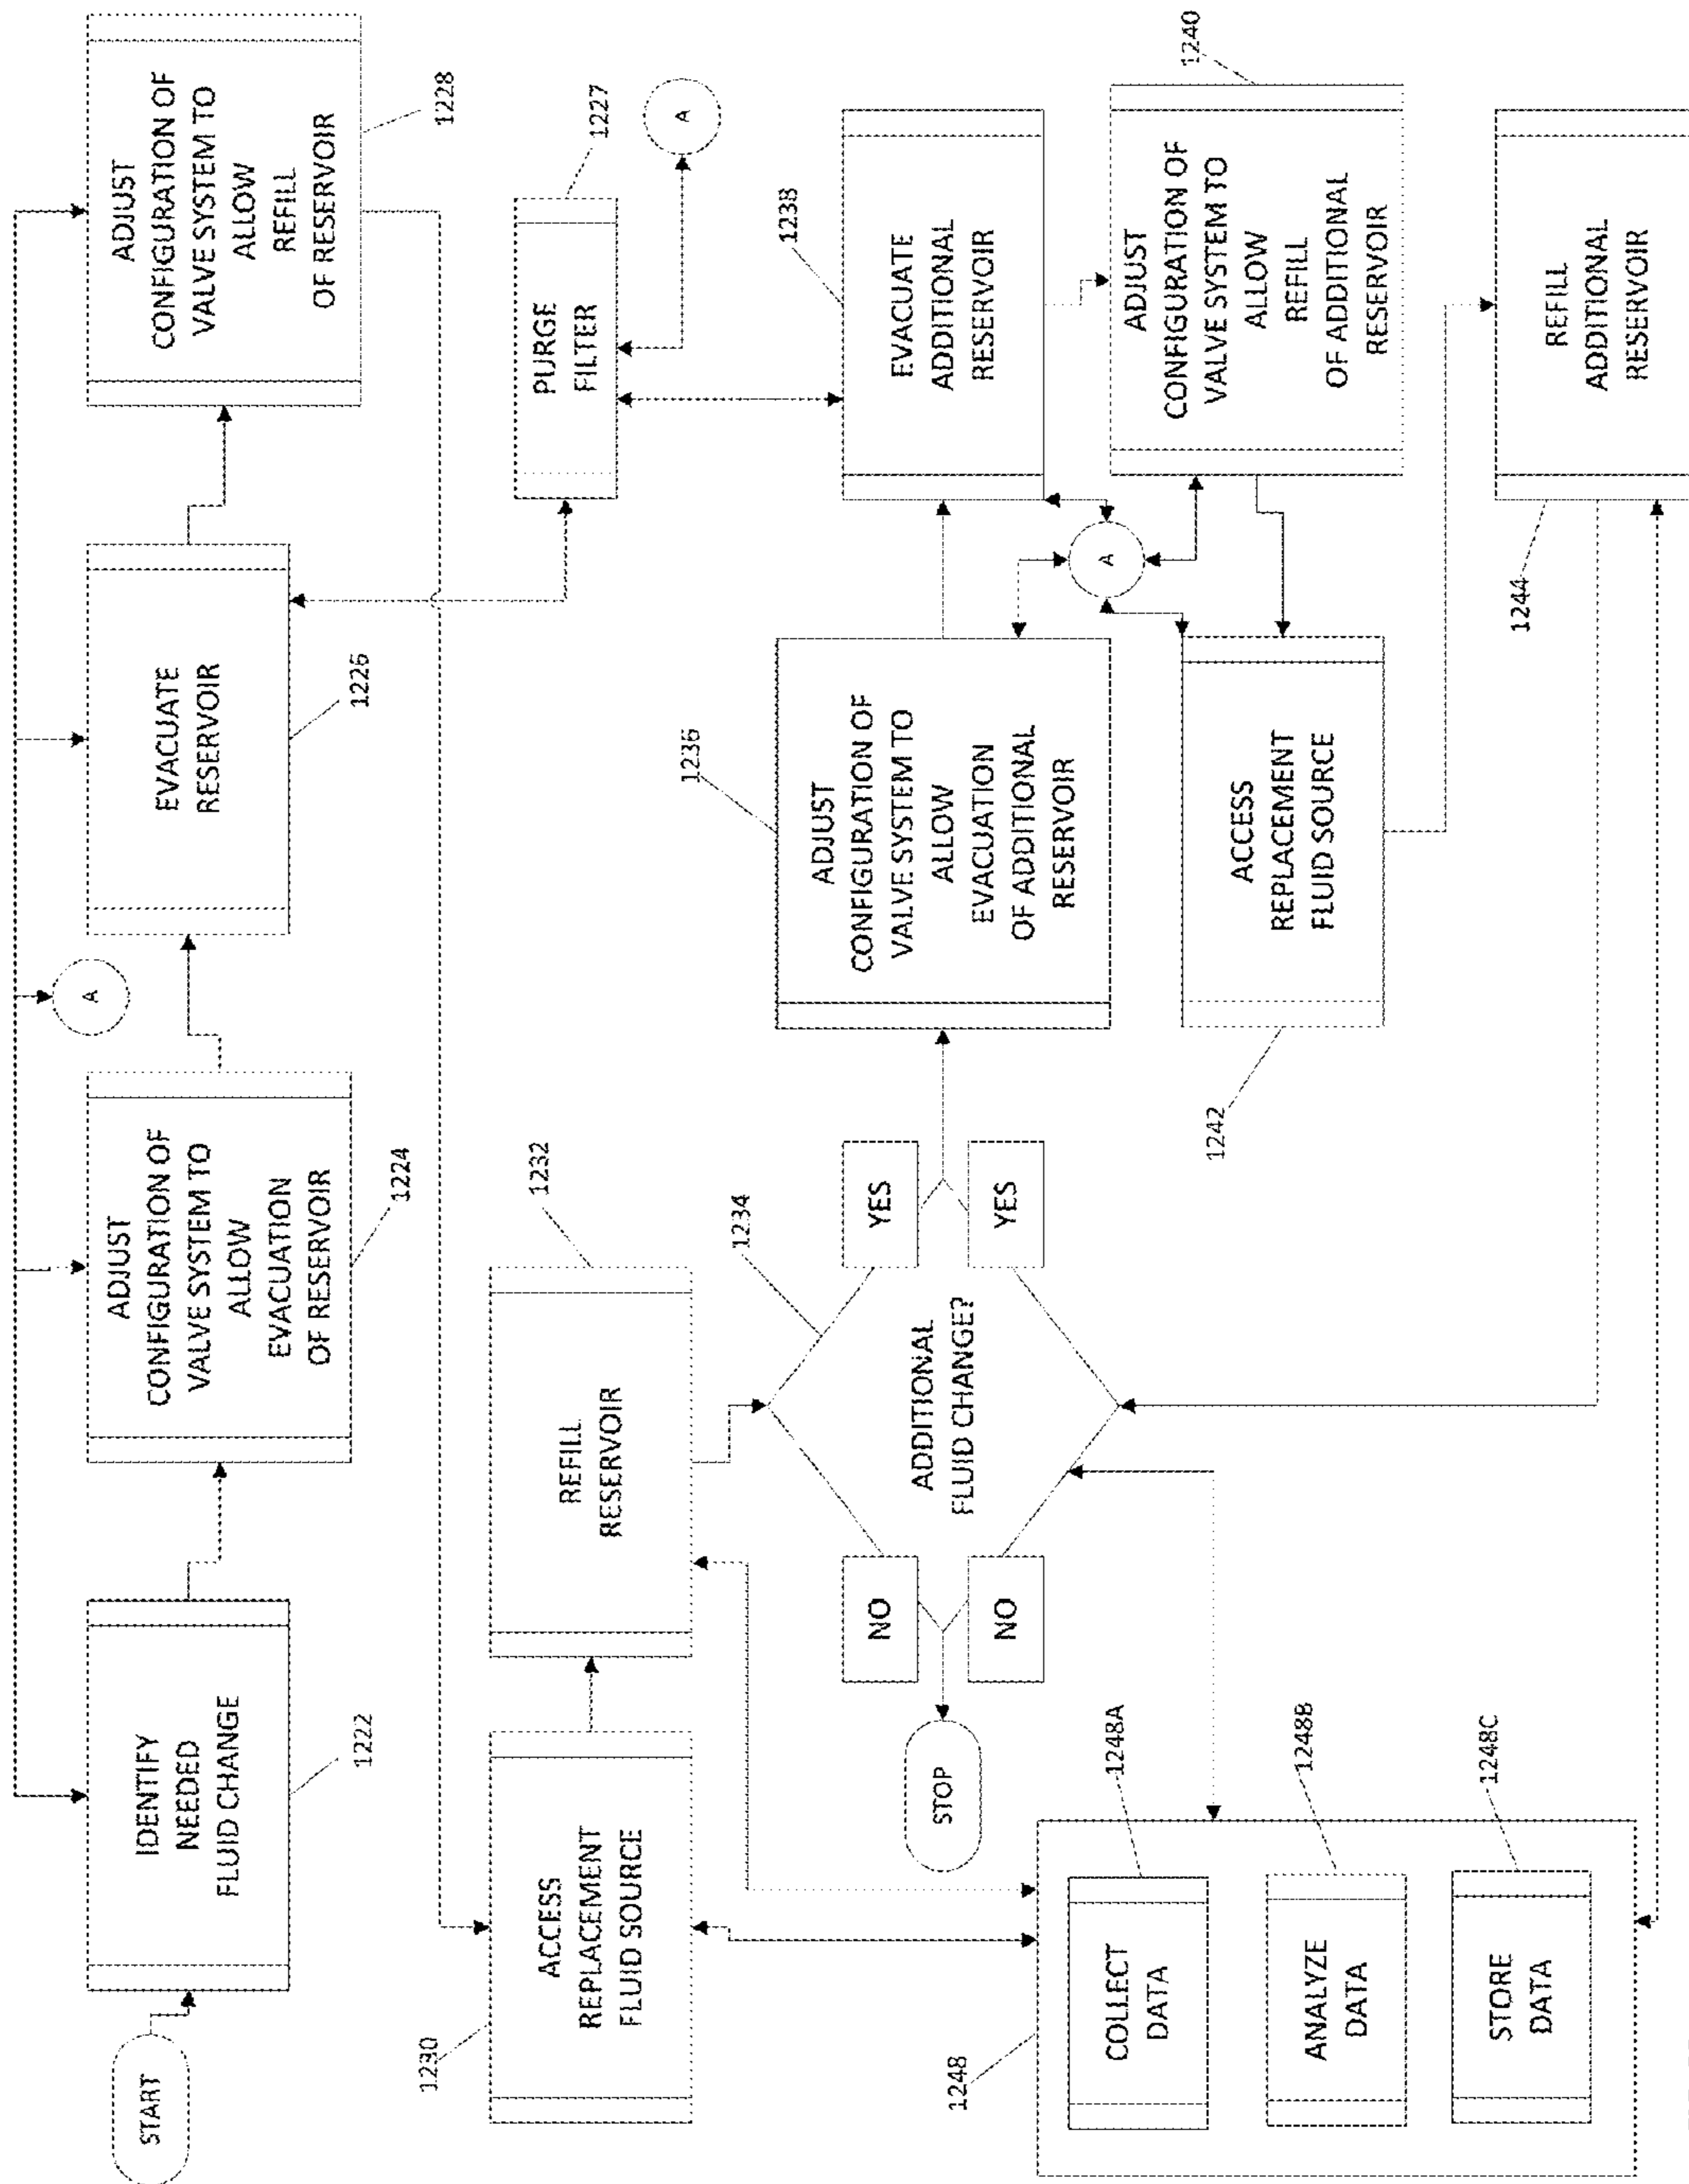 START
IDENTIFY
NEEDED
FLUID CHANGE
1222
ADJUST
CONFIGURATION OF
VALVE SYSTEM TO
ALLOW
EVACUATION
OF RESERVOIR
1224
A
EVACUATE
RESERVOIR
1226
ADJUST
CONFIGURATION OF
VALVE SYSTEM TO
ALLOW
REFILL
OF RESERVOIR
1228
1230
ACCESS
REPLACEMENT
FLUID SOURCE
REFILL
RESERVOIR
1232
PURGE
FILTER
1227
A
1234
ADDITIONAL
FLUID CHANGE?
NO
NO
YES
YES
STOP
1236
ADJUST
CONFIGURATION OF
VALVE SYSTEM TO
ALLOW
EVACUATION
OF ADDITIONAL
RESERVOIR
1238
EVACUATE
ADDITIONAL
RESERVOIR
A
1240
ADJUST
CONFIGURATION OF
VALVE SYSTEM TO
ALLOW
REFILL
OF ADDITIONAL
RESERVOIR
1242
ACCESS
REPLACEMENT
FLUID SOURCE
1244
REFILL
ADDITIONAL
RESERVOIR
1248
COLLECT
DATA
1248A
ANALYZE
DATA
1248B
STORE
DATA
1248C